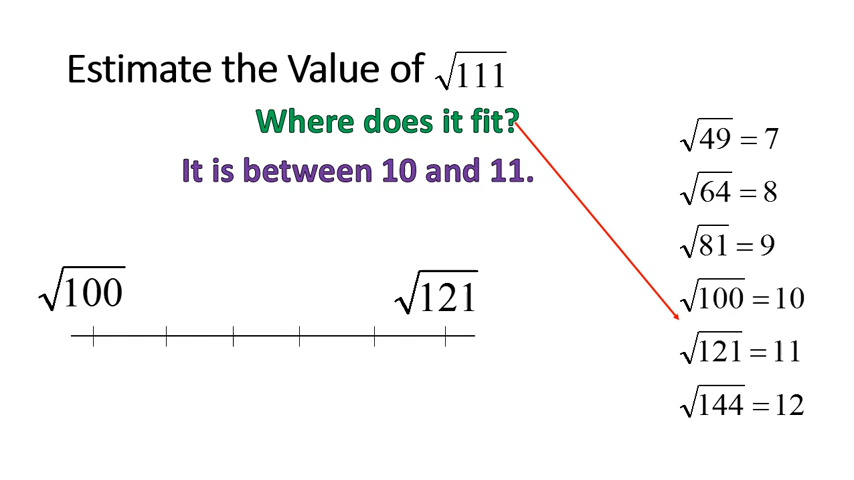 Estimate the Value of √111
Where does it fit?
It is between 10 and 11.
√100
√121
√49 = 7
√64 = 8
√81 = 9
√100 = 10
√121 = 11
√144 = 12